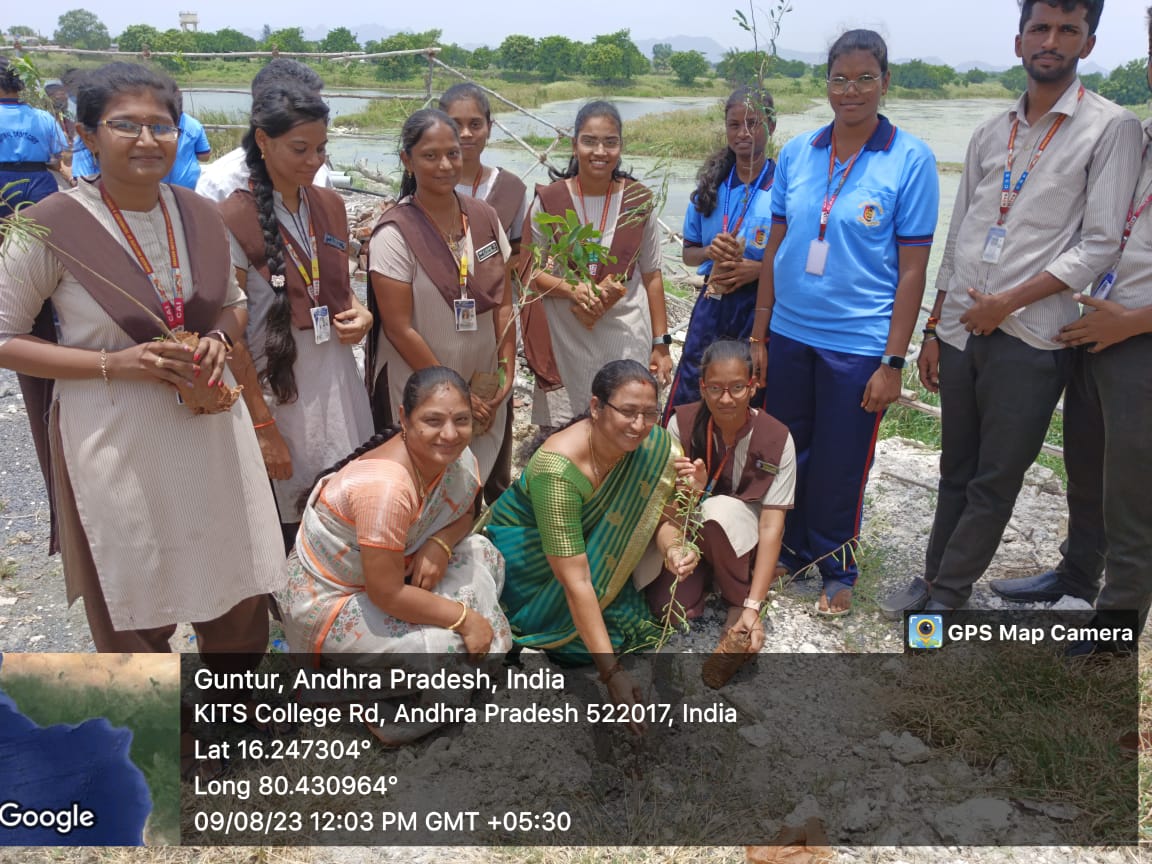 GPS Map Camera
Guntur, Andhra Pradesh, India
KITS College Rd, Andhra Pradesh 522017, India
Lat 16.247304°
Long 80.430964°
09/08/23 12:03 PM GMT +05:30
Google